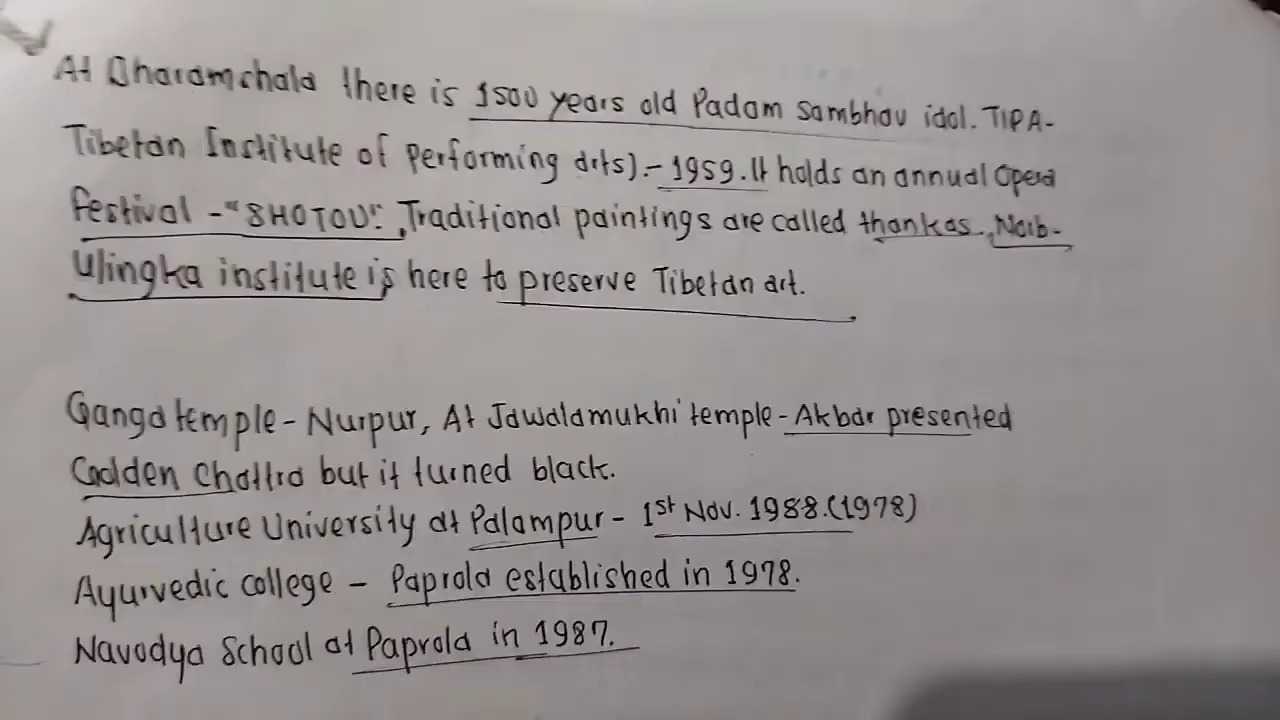 At Dharamshala there is 1500 years old Padam Sambhav idol. TIPA-
Tibetan Institute of Performing arts).- 1959. It holds an annual Opera
festival -"SHOTOU". Traditional paintings are called thankas. Norb-
Ulingka institute is here to preserve Tibetan art.
Ganga temple - Nurpur, At Jawalamukhi temple - Akbar presented
Golden Chattra but it turned black.
Agriculture University at Palampur - 1st Nov. 1988.(1978)
Ayurvedic college - Paprola established in 1978.
Navodya School at Paprola in 1987.